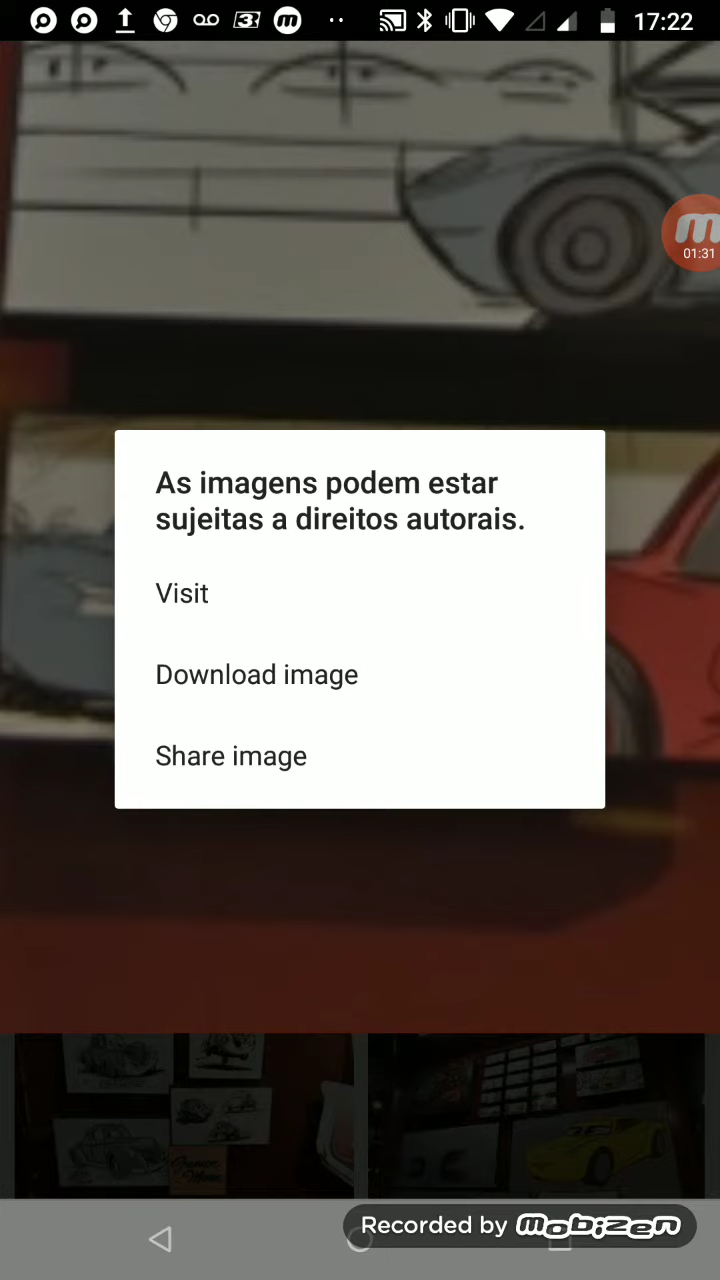 17:22
01:31
As imagens podem estar
sujeitas a direitos autorais.
Visit
Download image
Share image
Recorded by mobizen